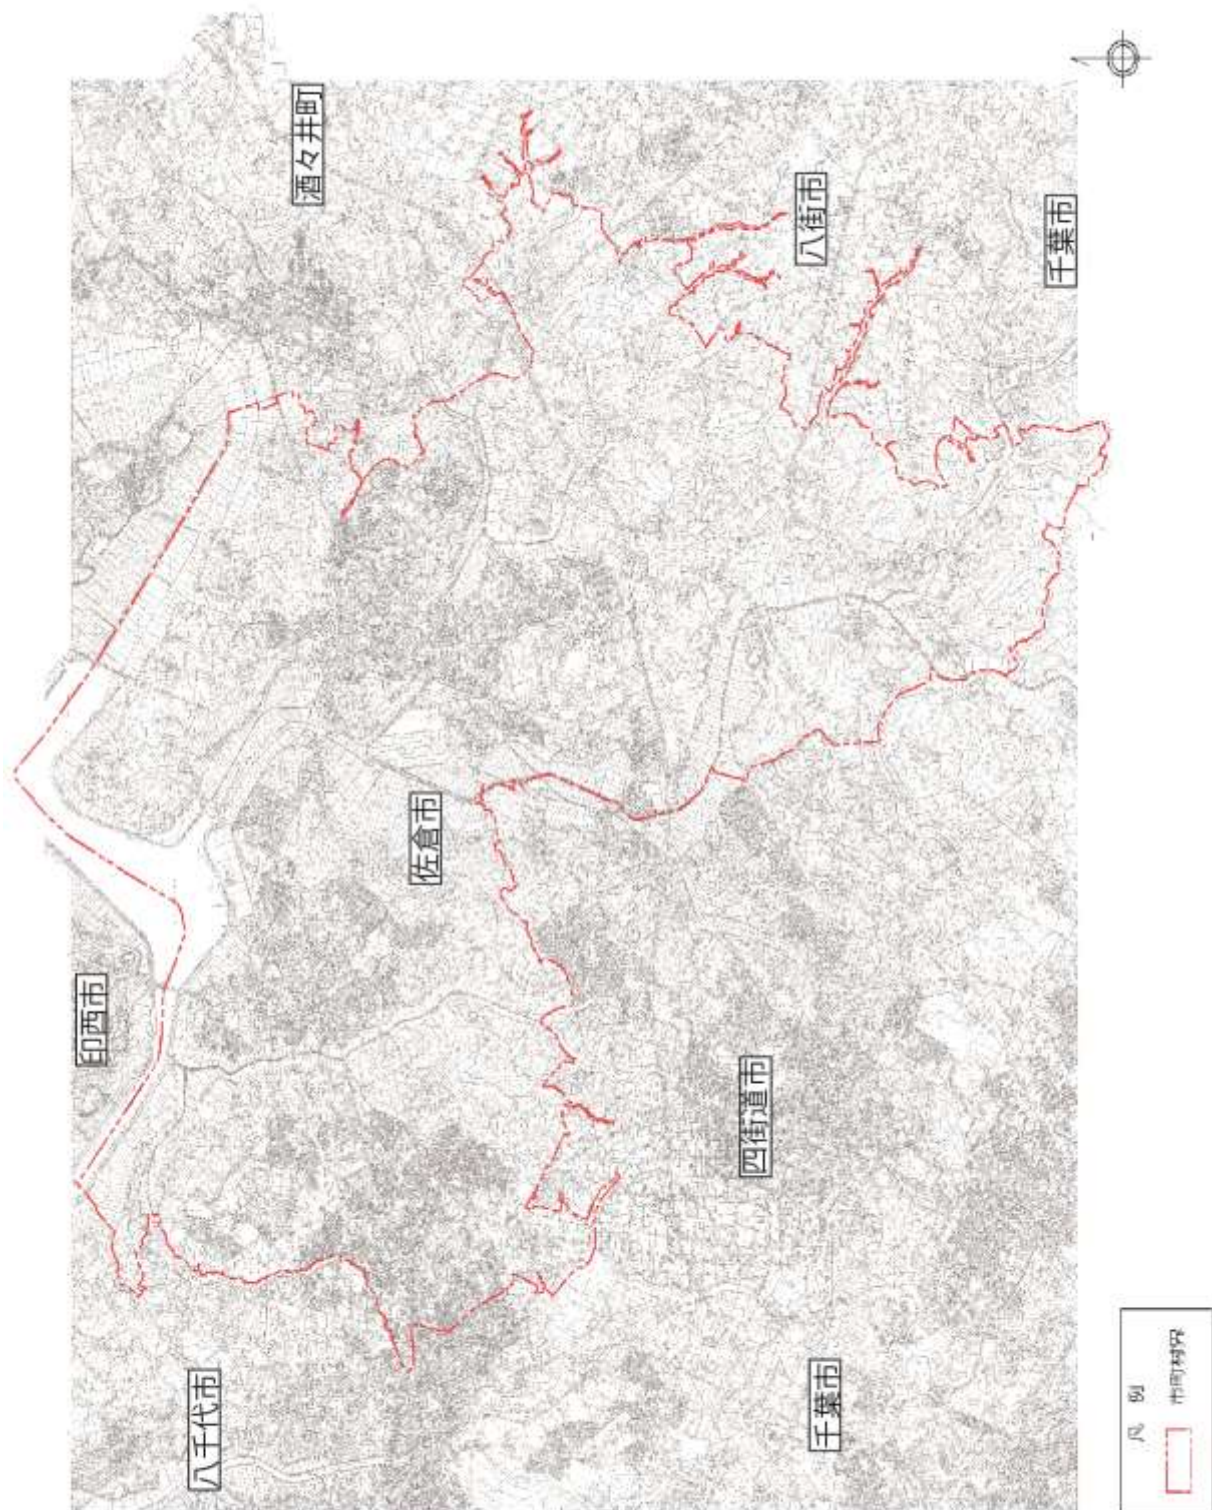 酒々井町
八街市
千葉市
佐倉市
印西市
四街道市
八千代市
千葉市
凡 例
市町村界